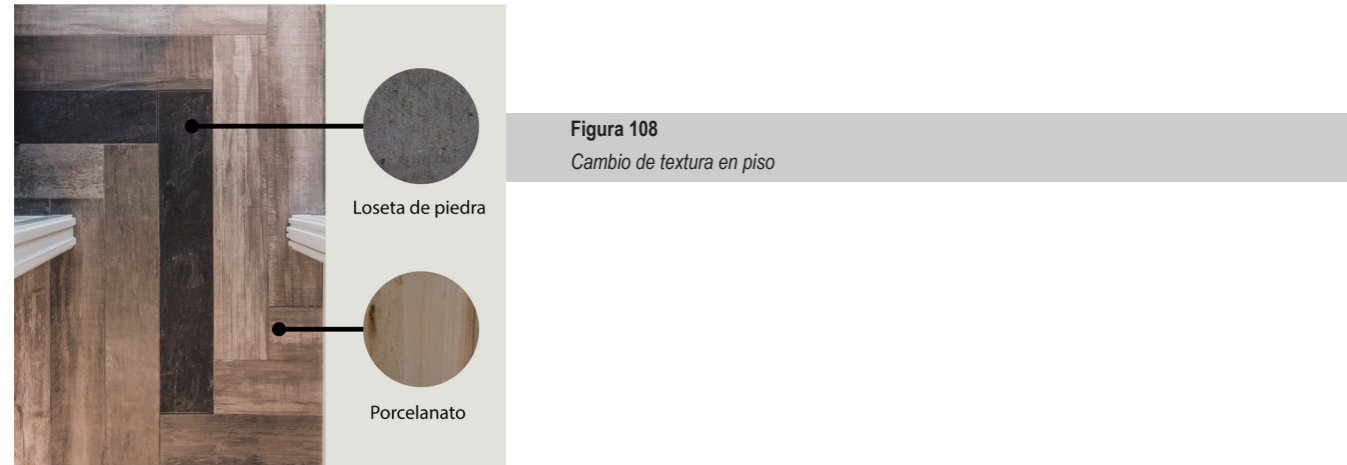 Loseta de piedra
Porcelanato
Figura 108
Cambio de textura en piso